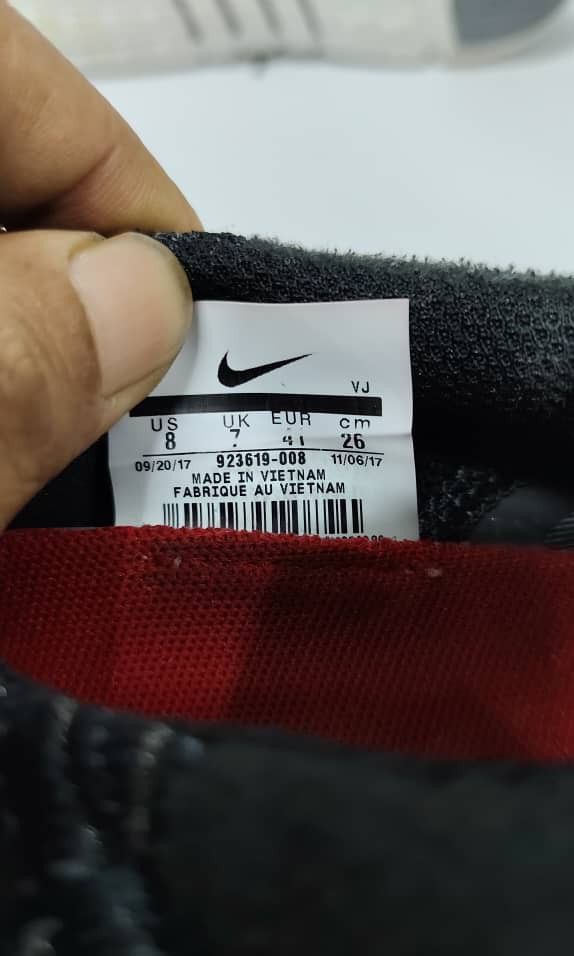 VJ
US UK EUR cm
8 7 41 26
09/20/17 923619-008 11/06/17
MADE IN VIETNAM
FABRIQUE AU VIETNAM